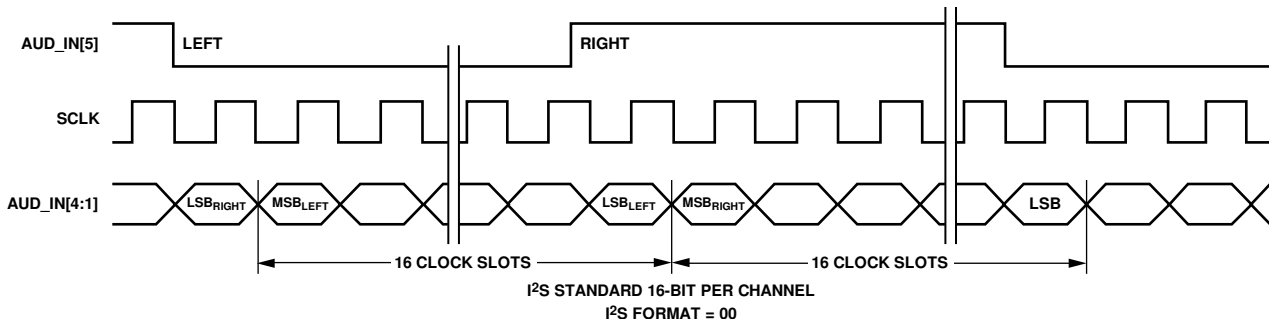 AUD_IN[5]
LEFT
RIGHT
SCLK
AUD_IN[4:1]
LSBRIGHT
MSBLEFT
LSBLEFT
MSBRIGHT
LSB
16 CLOCK SLOTS
16 CLOCK SLOTS
I²S STANDARD 16-BIT PER CHANNEL
I²S FORMAT = 00